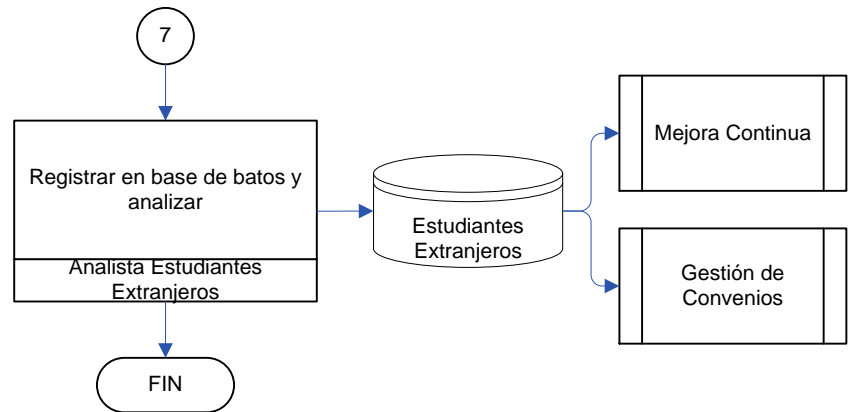 7
Registrar en base de batos y
analizar
Analista Estudiantes
Extranjeros
FIN
Estudiantes
Extranjeros
Mejora Continua
Gestión de
Convenios